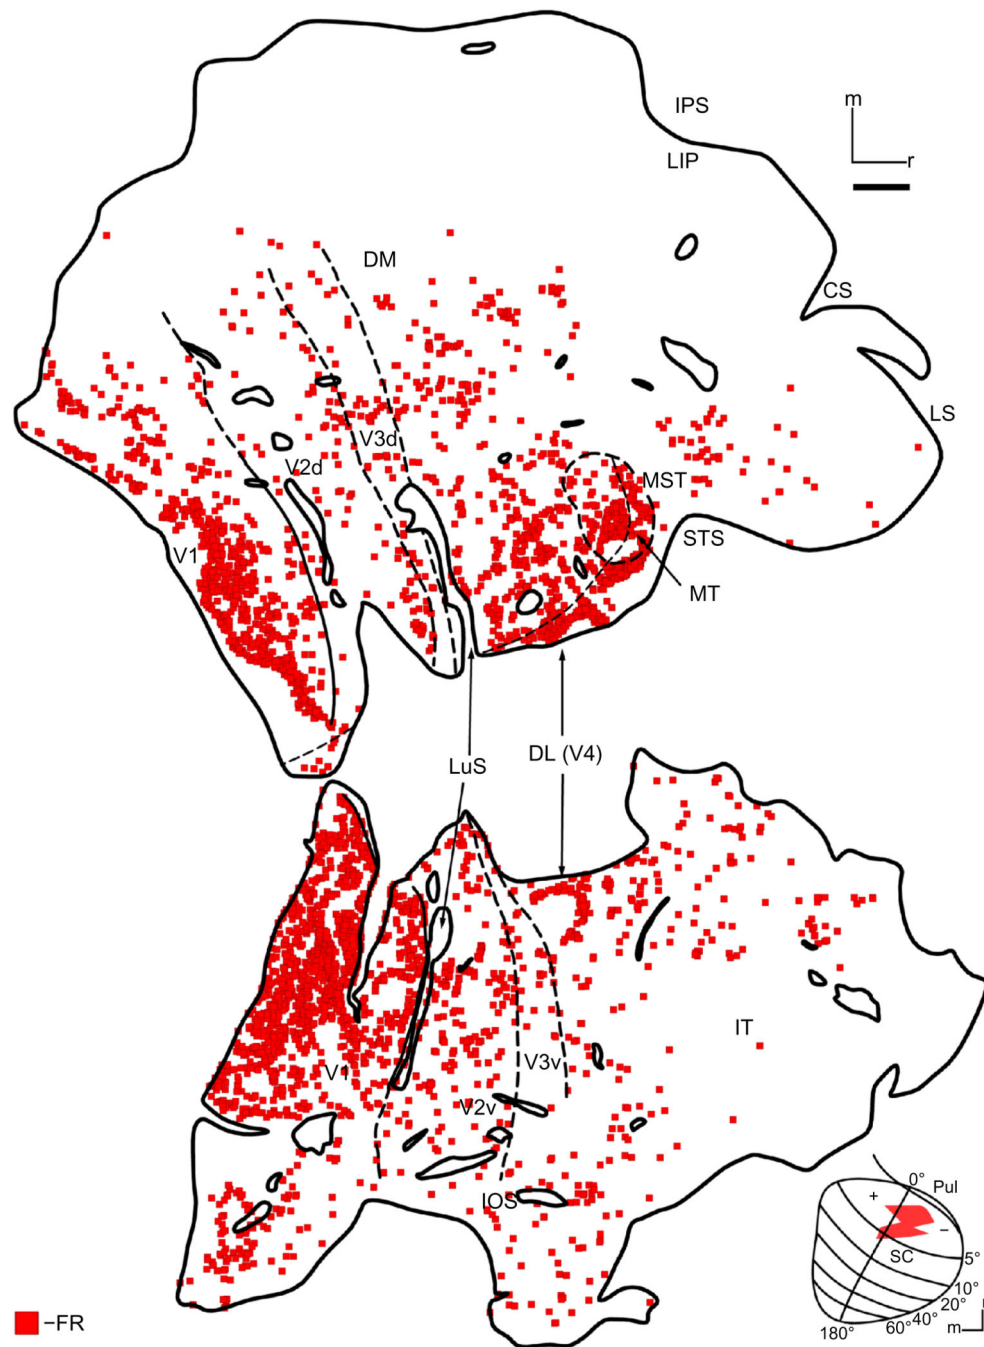 IPS
m
LIP
r
DM
CS
LS
V3d
V2d
MST
V1
STS
MT
LuS
DL (V4)
IT
V3v
V1
V2v
IOS
0°
Pul
+
−
SC
5°
10°
20°
40°
60°
180°
m
−FR